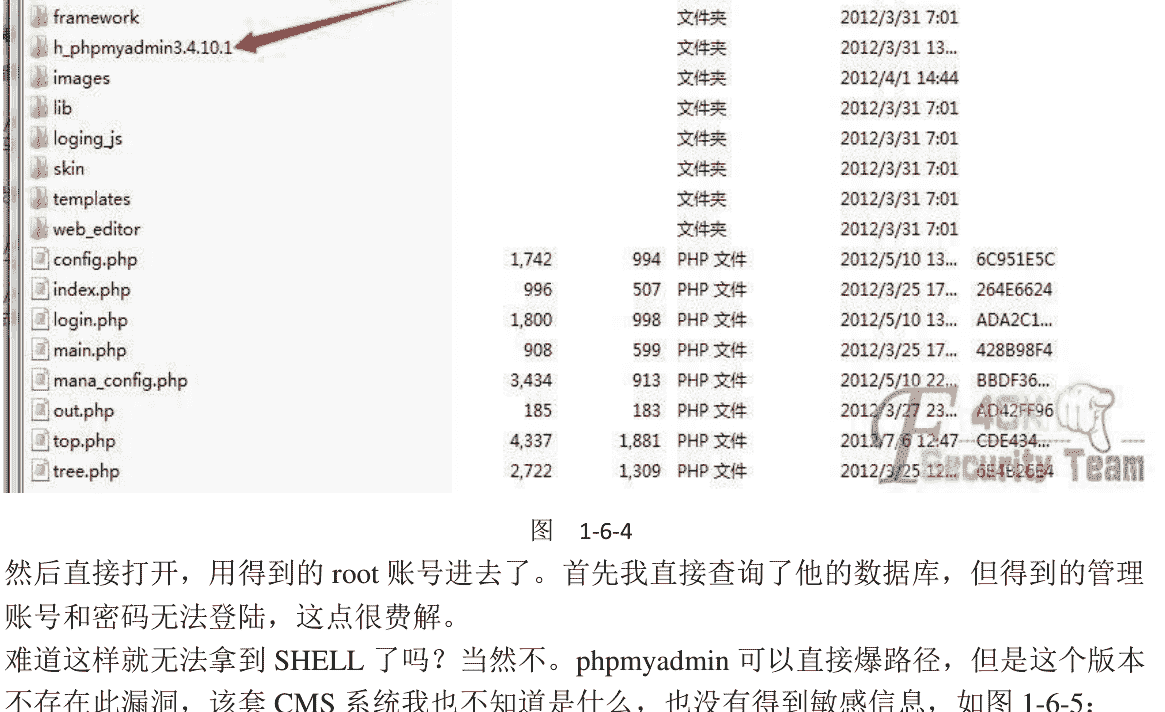 framework 文件夹 2012/3/31 7:01
h_phpmyadmin3.4.10.1 文件夹 2012/3/31 13...
images 文件夹 2012/4/1 14:44
lib 文件夹 2012/3/31 7:01
loging_js 文件夹 2012/3/31 7:01
skin 文件夹 2012/3/31 7:01
templates 文件夹 2012/3/31 7:01
web_editor 文件夹 2012/3/31 7:01
config.php 1,742 994 PHP 文件 2012/5/10 13... 6C951E5C
index.php 996 507 PHP 文件 2012/3/25 17... 264E6624
login.php 1,800 998 PHP 文件 2012/5/10 13... ADA2C1...
main.php 908 599 PHP 文件 2012/3/25 17... 428B98F4
mana_config.php 3,434 913 PHP 文件 2012/5/10 22... BBDF36...
out.php 185 183 PHP 文件 2012/3/27 23... AD42FF96
top.php 4,337 1,881 PHP 文件 2012/7/6 12:47 CDE434...
tree.php 2,722 1,309 PHP 文件 2012/3/25 12... 6E4B26B4
Security Team
图 1-6-4
然后直接打开，用得到的 root 账号进去了。首先我直接查询了他的数据库，但得到的管理
账号和密码无法登陆，这点很费解。
难道这样就无法拿到 SHELL 了吗？当然不。phpmyadmin 可以直接爆路径，但是这个版本
不存在此漏洞，该套 CMS 系统我也不知道是什么，也没有得到敏感信息，如图 1-6-5：